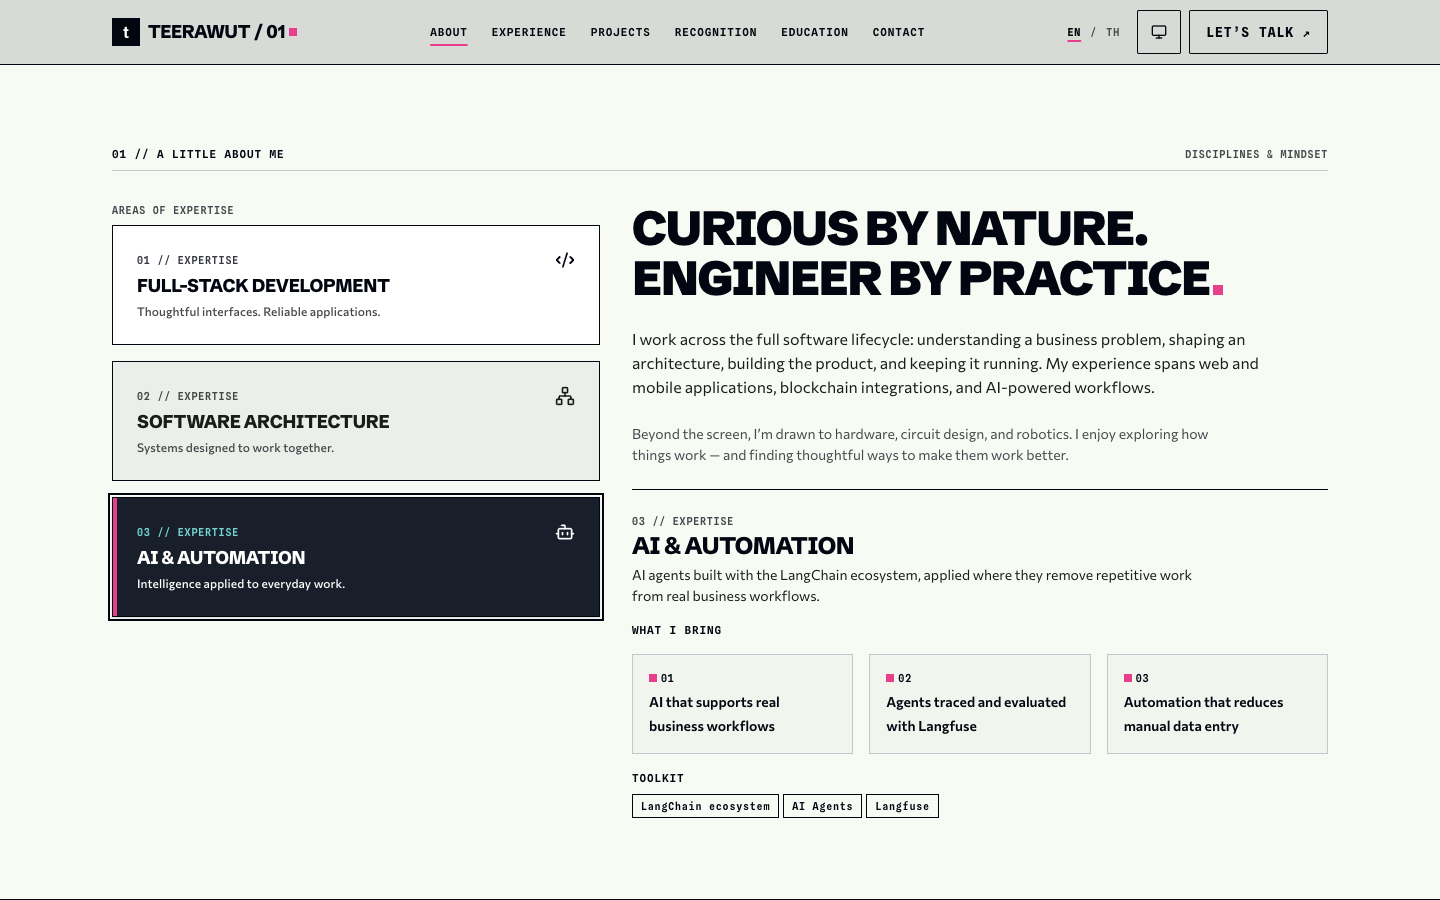 t TEERAWUT / 01
ABOUT EXPERIENCE PROJECTS RECOGNITION EDUCATION CONTACT
EN / TH
LET’S TALK ↗
01 // A LITTLE ABOUT ME
DISCIPLINES & MINDSET
AREAS OF EXPERTISE
01 // EXPERTISE
FULL-STACK DEVELOPMENT
Thoughtful interfaces. Reliable applications.
02 // EXPERTISE
SOFTWARE ARCHITECTURE
Systems designed to work together.
03 // EXPERTISE
AI & AUTOMATION
Intelligence applied to everyday work.
CURIOUS BY NATURE.
ENGINEER BY PRACTICE.
I work across the full software lifecycle: understanding a business problem, shaping an
architecture, building the product, and keeping it running. My experience spans web and
mobile applications, blockchain integrations, and AI-powered workflows.
Beyond the screen, I’m drawn to hardware, circuit design, and robotics. I enjoy exploring how
things work — and finding thoughtful ways to make them work better.
03 // EXPERTISE
AI & AUTOMATION
AI agents built with the LangChain ecosystem, applied where they remove repetitive work
from real business workflows.
WHAT I BRING
01
AI that supports real
business workflows
02
Agents traced and evaluated
with Langfuse
03
Automation that reduces
manual data entry
TOOLKIT
LangChain ecosystem
AI Agents
Langfuse